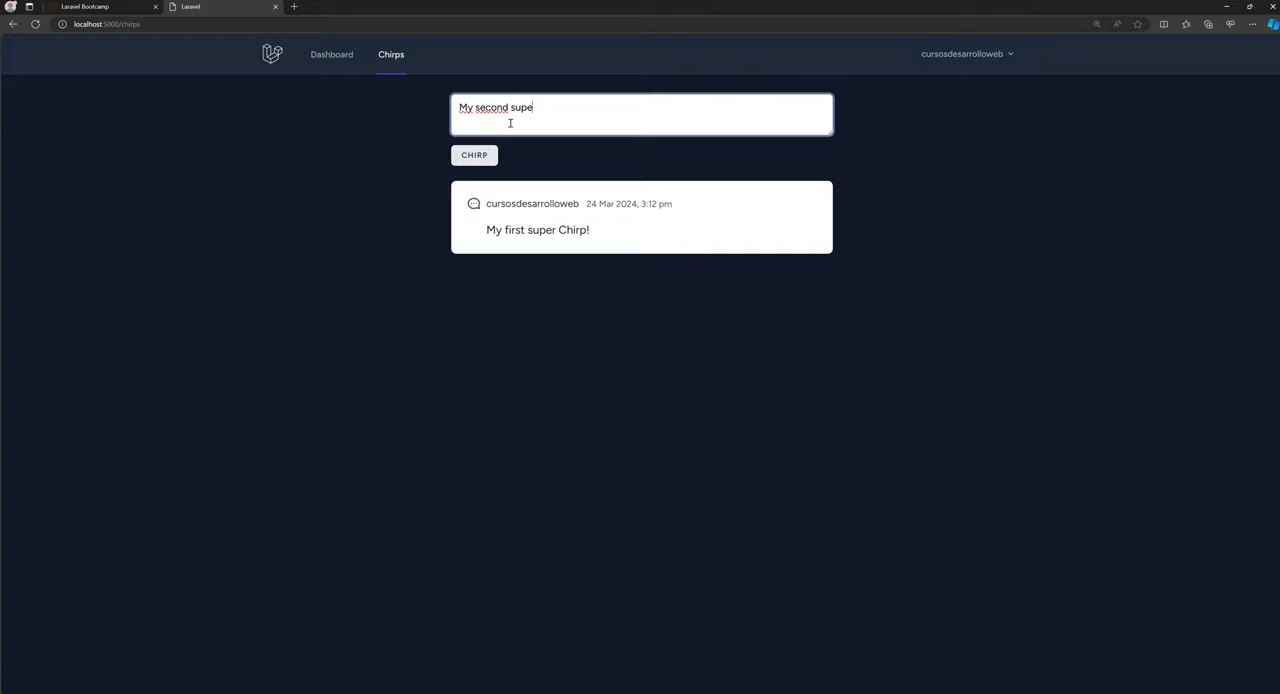 Laravel Bootcamp
Laravel
localhost:5000/chirps
Dashboard
Chirps
cursosdesarrolloweb
My second supe
CHIRP
cursosdesarrolloweb 24 Mar 2024, 3:12 pm
My first super Chirp!